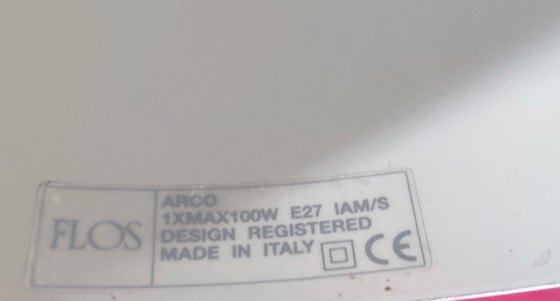 FLOS
ARCO
1XMAX100W E27 IAM/S
DESIGN REGISTERED
MADE IN ITALY CE